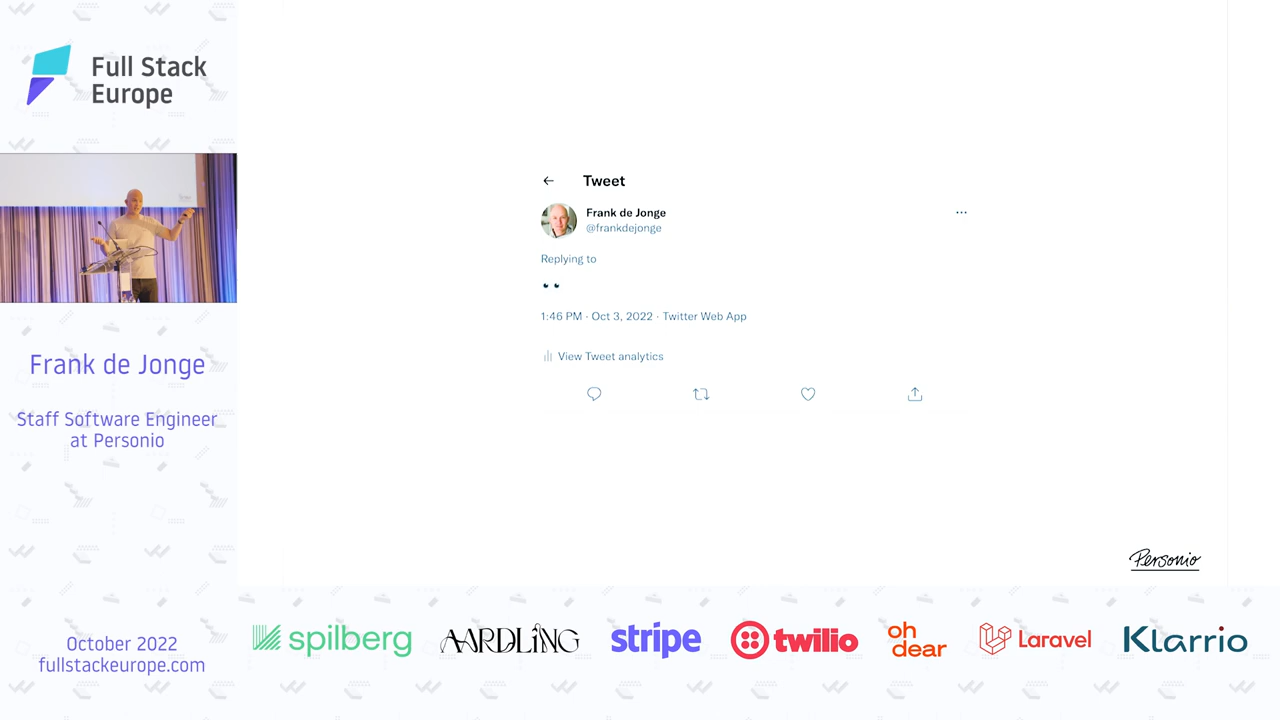 Full Stack
Europe
Frank de Jonge
Staff Software Engineer
at Personio
October 2022
fullstackeurope.com
Tweet
Frank de Jonge
@frankdejonge
Replying to
1:46 PM · Oct 3, 2022 · Twitter Web App
View Tweet analytics
Personio
spilberg
AARDLING
stripe
twilio
oh
dear
Laravel
Klarrio